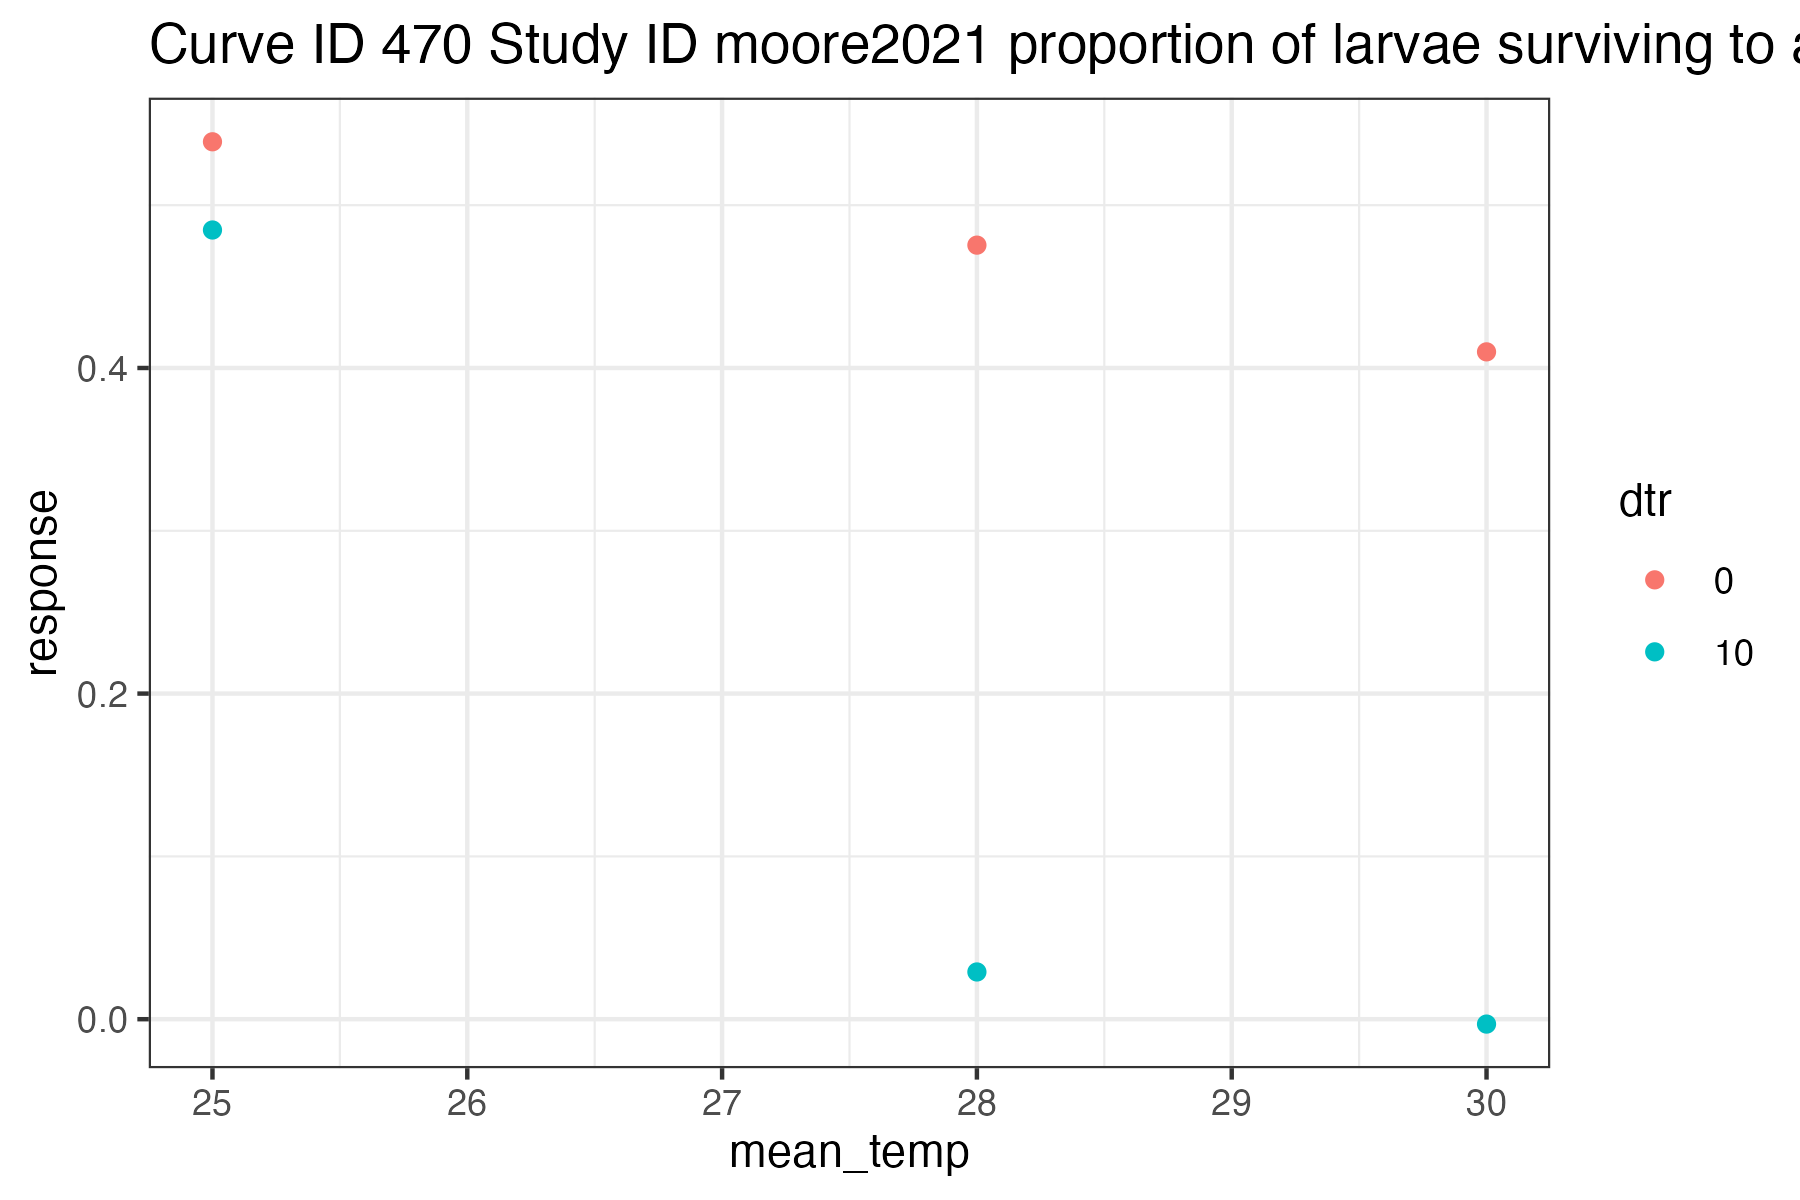 Curve ID 470 Study ID moore2021 proportion of larvae surviving to
response
0.4
0.2
0.0
25 26 27 28 29 30
mean_temp
dtr
0
10